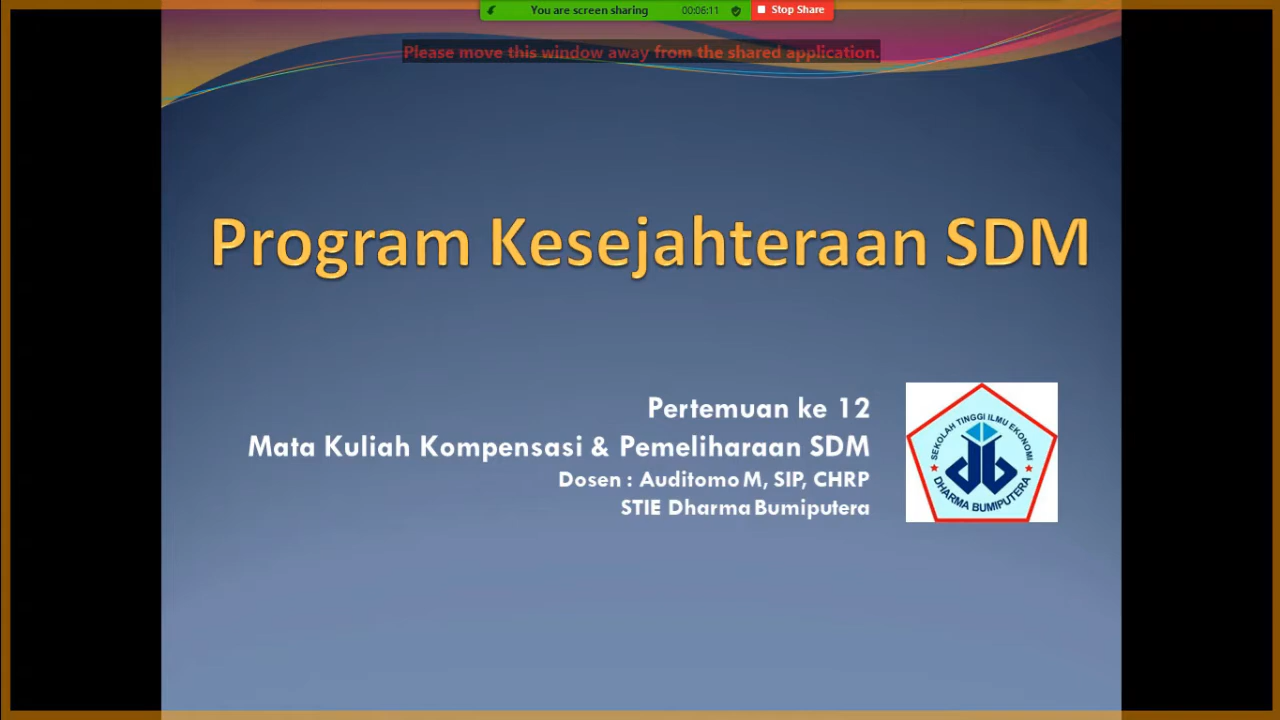 You are screen sharing 00:06:11 Stop Share
Please move this window away from the shared application.
Program Kesejahteraan SDM
Pertemuan ke 12
Mata Kuliah Kompensasi & Pemeliharaan SDM
Dosen : Auditomo M, SIP, CHRP
STIE Dharma Bumiputera
SEKOLAH TINGGI ILMU EKONOMI
db
DHARMA BUMIPUTERA